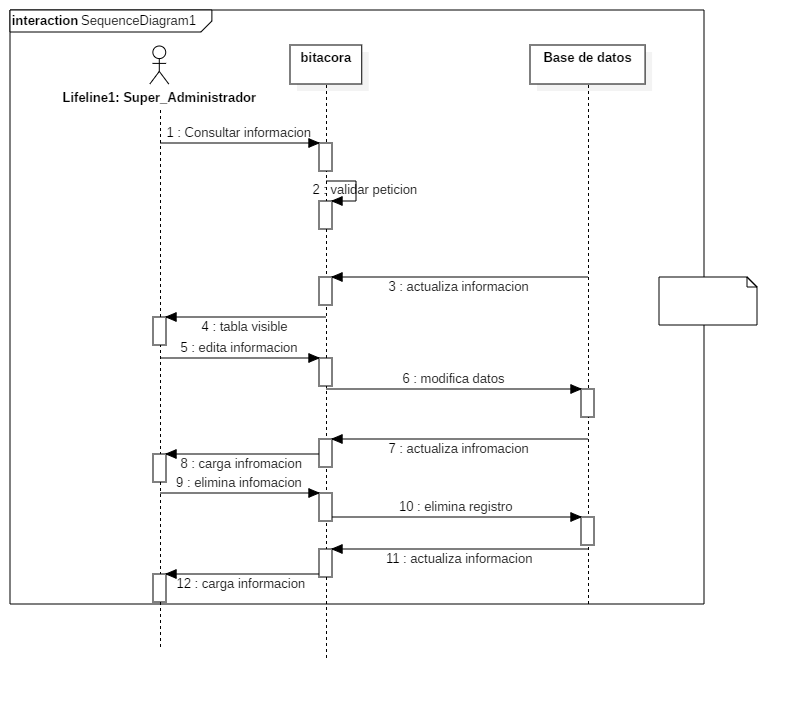 interaction SequenceDiagram1
bitacora
Base de datos
Lifeline1: Super_Administrador
1 : Consultar informacion
2 : validar peticion
3 : actualiza informacion
4 : tabla visible
5 : edita informacion
6 : modifica datos
7 : actualiza infromacion
8 : carga infromacion
9 : elimina infomacion
10 : elimina registro
11 : actualiza informacion
12 : carga informacion